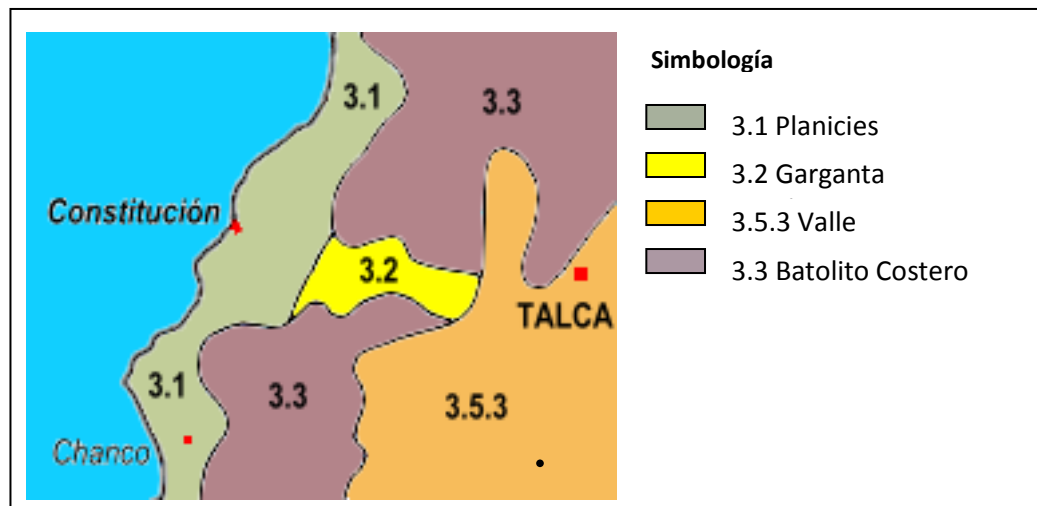 3.1
3.3
Constitución
3.2
TALCA
3.1
3.3
3.5.3
Chanco
Simbología
3.1 Planicies
3.2 Garganta
3.5.3 Valle
3.3 Batolito Costero